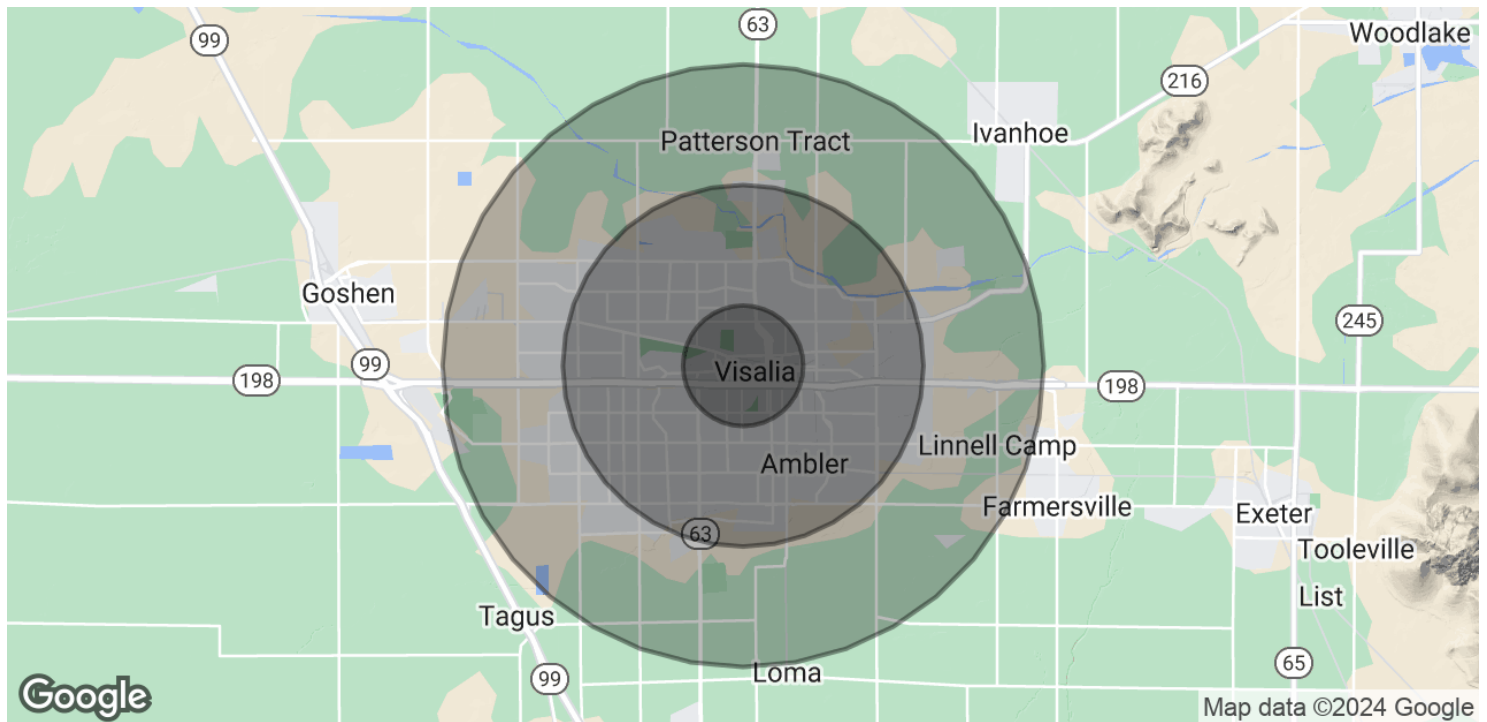 63
Woodlake
99
216
Ivanhoe
Patterson Tract
Goshen
245
99
Visalia
198
198
Linnell Camp
Ambler
Farmersville
Exeter
63
Tooleville
List
Tagus
65
Loma
99
Google
Map data ©2024 Google